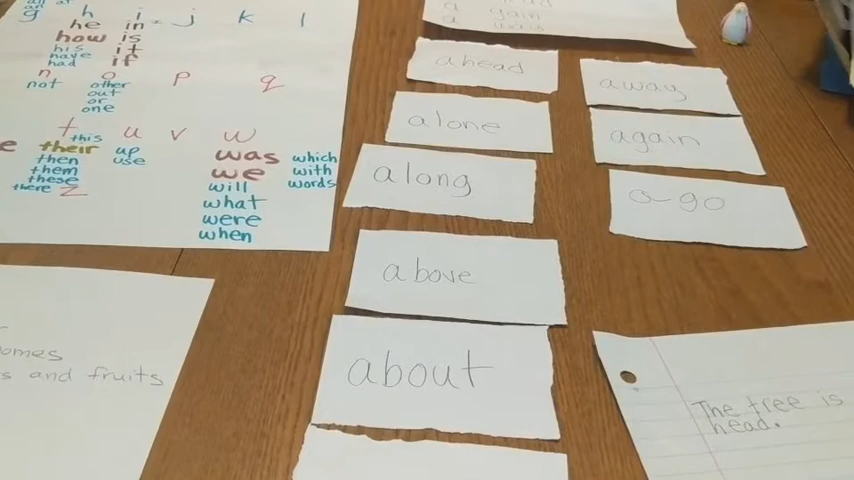 g h i j k l
he in
how is
his it
have if
had
n o p q
not other
out
or
one
t u v w
this
their up was which
then use we with
them will words
these what
there were
z when
a gain
ahead
alone
along
above
about
away
again
a-go
and fruits
The tree is
head.